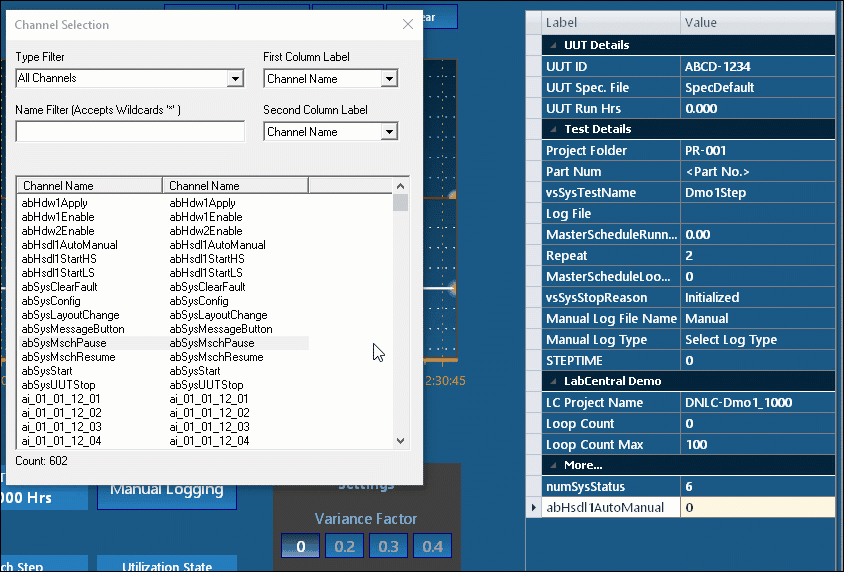 ear
Channel Selection
Type Filter
First Column Label
All Channels
Channel Name
Name Filter (Accepts Wildcards '*' )
Second Column Label
Channel Name
Channel Name Channel Name
abHdw1Apply abHdw1Apply
abHdw1Enable abHdw1Enable
abHdw2Enable abHdw2Enable
abHsdl1AutoManual abHsdl1AutoManual
abHsdl1StartHS abHsdl1StartHS
abHsdl1StartLS abHsdl1StartLS
abSysClearFault abSysClearFault
abSysConfig abSysConfig
abSysLayoutChange abSysLayoutChange
abSysMessageButton abSysMessageButton
abSysMschPause abSysMschPause
abSysMschResume abSysMschResume
abSysStart abSysStart
abSysUUTStop abSysUUTStop
ai_01_01_12_01 ai_01_01_12_01
ai_01_01_12_02 ai_01_01_12_02
ai_01_01_12_03 ai_01_01_12_03
ai_01_01_12_04 ai_01_01_12_04
Count: 602
2:30:45
000 Hrs
Manual Logging
Settings
Variance Factor
0 0.2 0.3 0.4
ch Step
Utilization State
Label Value
UUT Details
UUT ID ABCD-1234
UUT Spec. File SpecDefault
UUT Run Hrs 0.000
Test Details
Project Folder PR-001
Part Num <Part No.>
vsSysTestName Dmo1Step
Log File
MasterScheduleRunn... 0.00
Repeat 2
MasterScheduleLoo... 0
vsSysStopReason Initialized
Manual Log File Name Manual
Manual Log Type Select Log Type
STEPTIME 0
LabCentral Demo
LC Project Name DNLC-Dmo1_1000
Loop Count 0
Loop Count Max 100
More...
numSysStatus 6
abHsdl1AutoManual 0